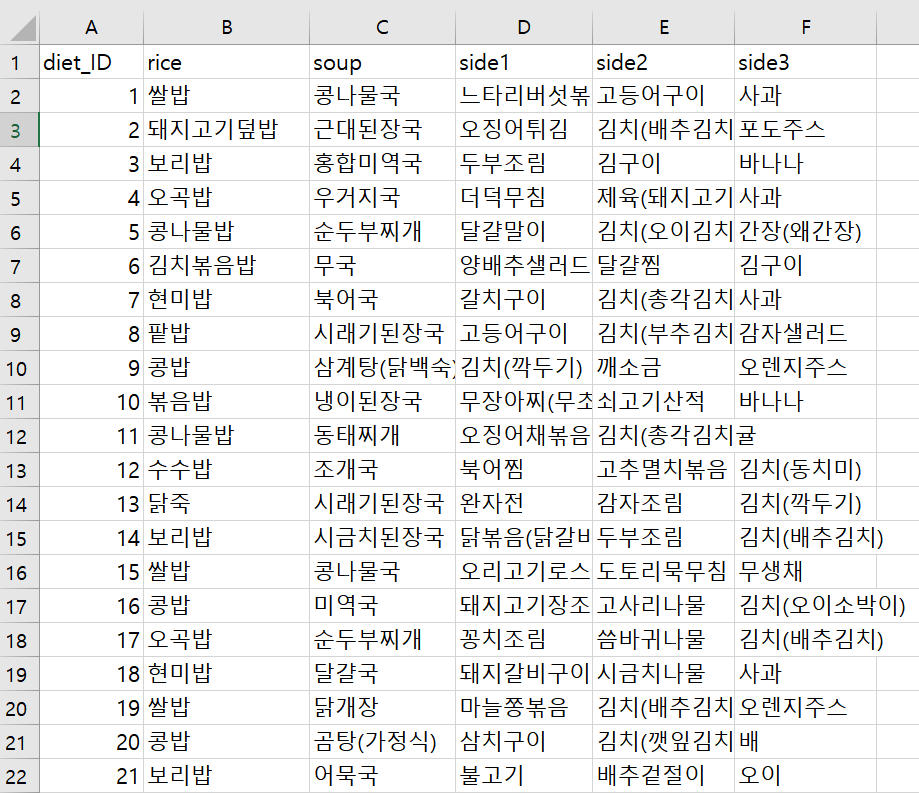 A B C D E F
1 diet_ID rice soup side1 side2 side3
2 1 쌀밥 콩나물국 느타리버섯볶 고등어구이 사과
3 2 돼지고기덮밥 근대된장국 오징어튀김 김치(배추김치 포도주스
4 3 보리밥 홍합미역국 두부조림 김구이 바나나
5 4 오곡밥 우거지국 더덕무침 제육(돼지고기 사과
6 5 콩나물밥 순두부찌개 달걀말이 김치(오이김치 간장(왜간장)
7 6 김치볶음밥 무국 양배추샐러드 달걀찜 김구이
8 7 현미밥 북어국 갈치구이 김치(총각김치 사과
9 8 팥밥 시래기된장국 고등어구이 김치(부추김치 감자샐러드
10 9 콩밥 삼계탕(닭백숙) 김치(깍두기) 깨소금 오렌지주스
11 10 볶음밥 냉이된장국 무장아찌(무초 쇠고기산적 바나나
12 11 콩나물밥 동태찌개 오징어채볶음 김치(총각김치 귤
13 12 수수밥 조개국 북어찜 고추멸치볶음 김치(동치미)
14 13 닭죽 시래기된장국 완자전 감자조림 김치(깍두기)
15 14 보리밥 시금치된장국 닭볶음(닭갈비 두부조림 김치(배추김치)
16 15 쌀밥 콩나물국 오리고기로스 도토리묵무침 무생채
17 16 콩밥 미역국 돼지고기장조 고사리나물 김치(오이소박이)
18 17 오곡밥 순두부찌개 꽁치조림 씀바귀나물 김치(배추김치)
19 18 현미밥 달걀국 돼지갈비구이 시금치나물 사과
20 19 쌀밥 닭개장 마늘쫑볶음 김치(배추김치 오렌지주스
21 20 콩밥 곰탕(가정식) 삼치구이 김치(깻잎김치 배
22 21 보리밥 어묵국 불고기 배추겉절이 오이